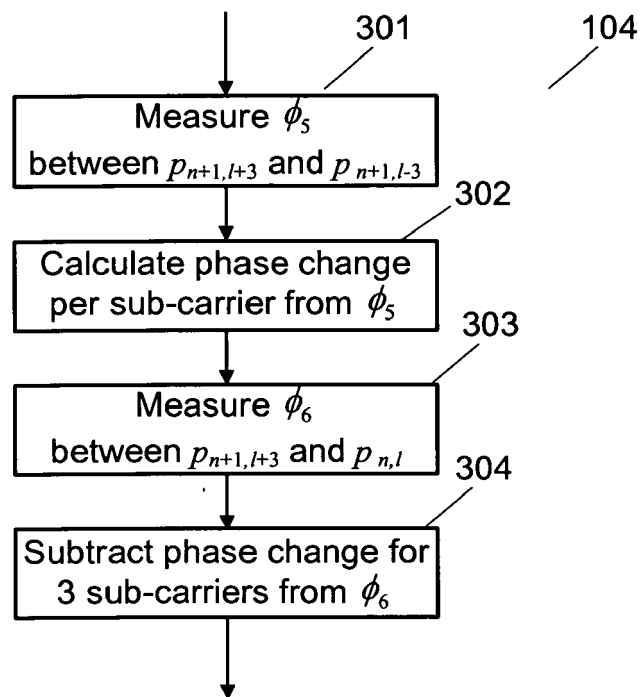 301
104
Measure ϕ₅
between pₙ₊₁,ₗ₊₃ and pₙ₊₁,ₗ₋₃
302
Calculate phase change
per sub-carrier from ϕ₅
303
Measure ϕ₆
between pₙ₊₁,ₗ₊₃ and pₙ,ₗ
304
Subtract phase change for
3 sub-carriers from ϕ₆